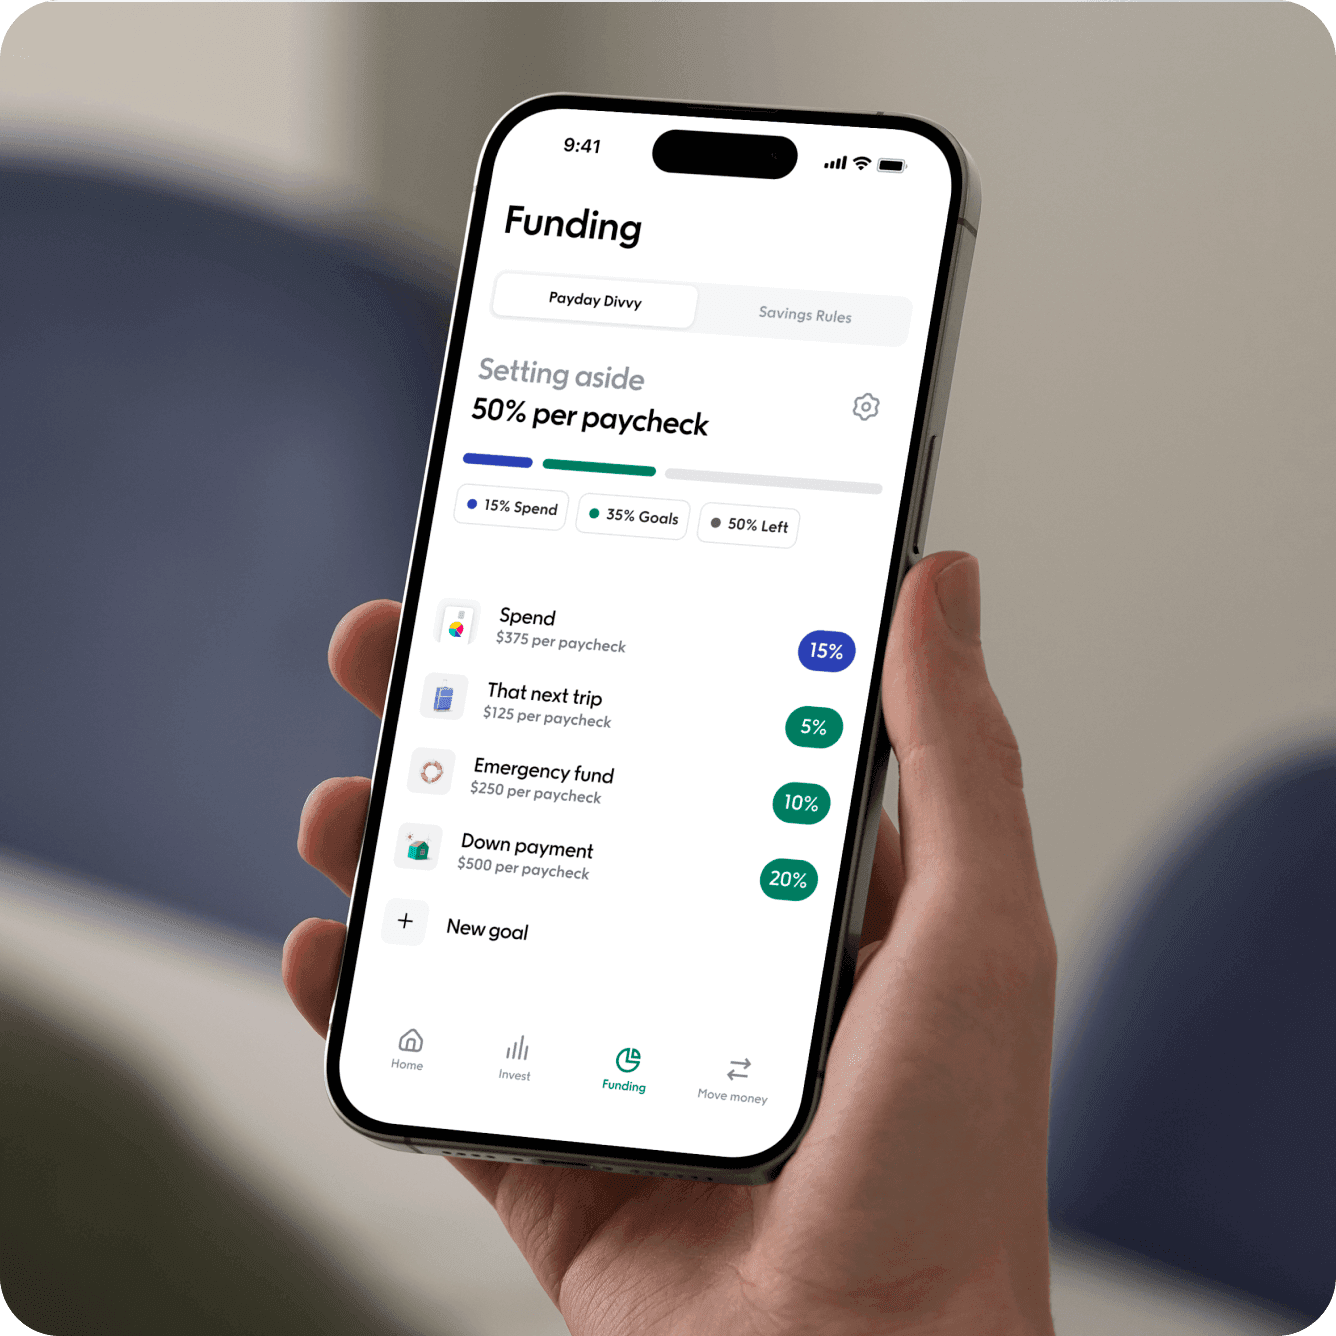 9:41
Funding
Payday Divvy
Savings Rules
Setting aside
50% per paycheck
15% Spend
35% Goals
50% Left
Spend
$375 per paycheck
15%
That next trip
$125 per paycheck
5%
Emergency fund
$250 per paycheck
10%
Down payment
$500 per paycheck
20%
+
New goal
Home
Invest
Funding
Move money